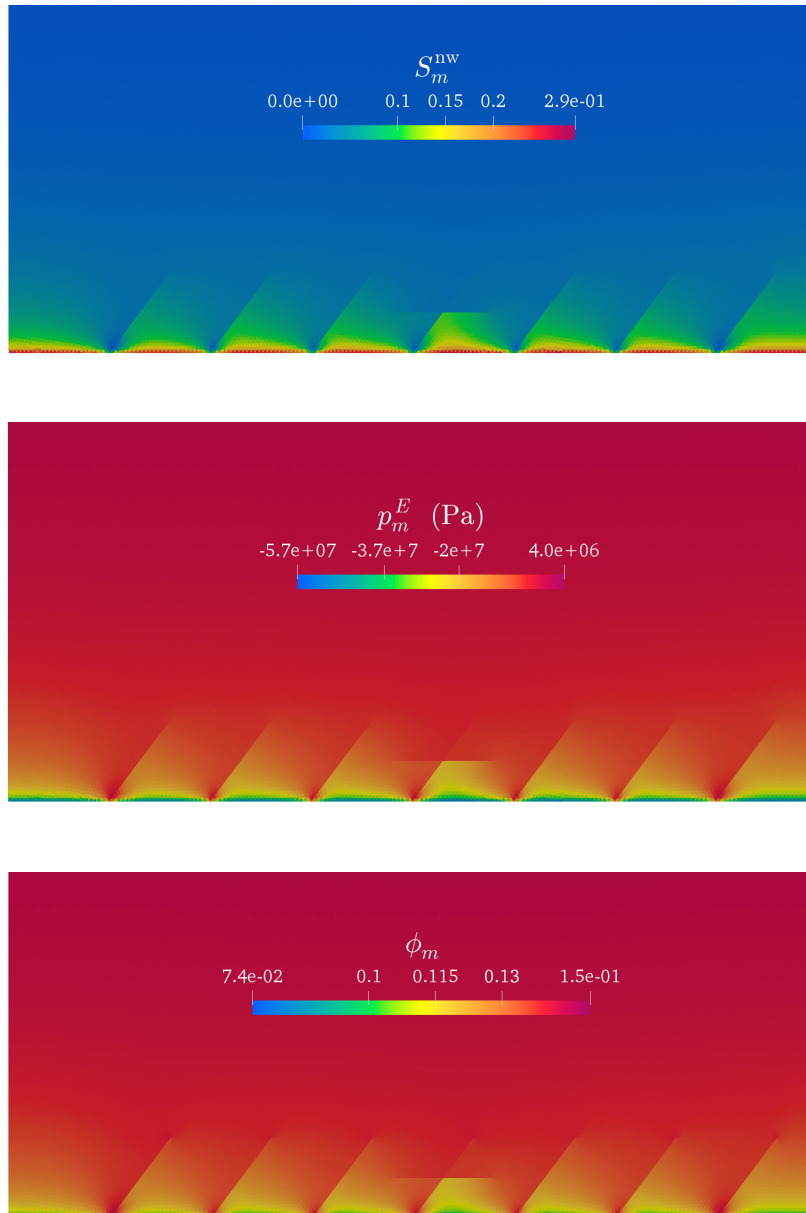 S_m^nw
0.0e+00 0.1 0.15 0.2 2.9e-01
p_m^E (Pa)
-5.7e+07 -3.7e+7 -2e+7 4.0e+06
ϕ_m
7.4e-02 0.1 0.115 0.13 1.5e-01